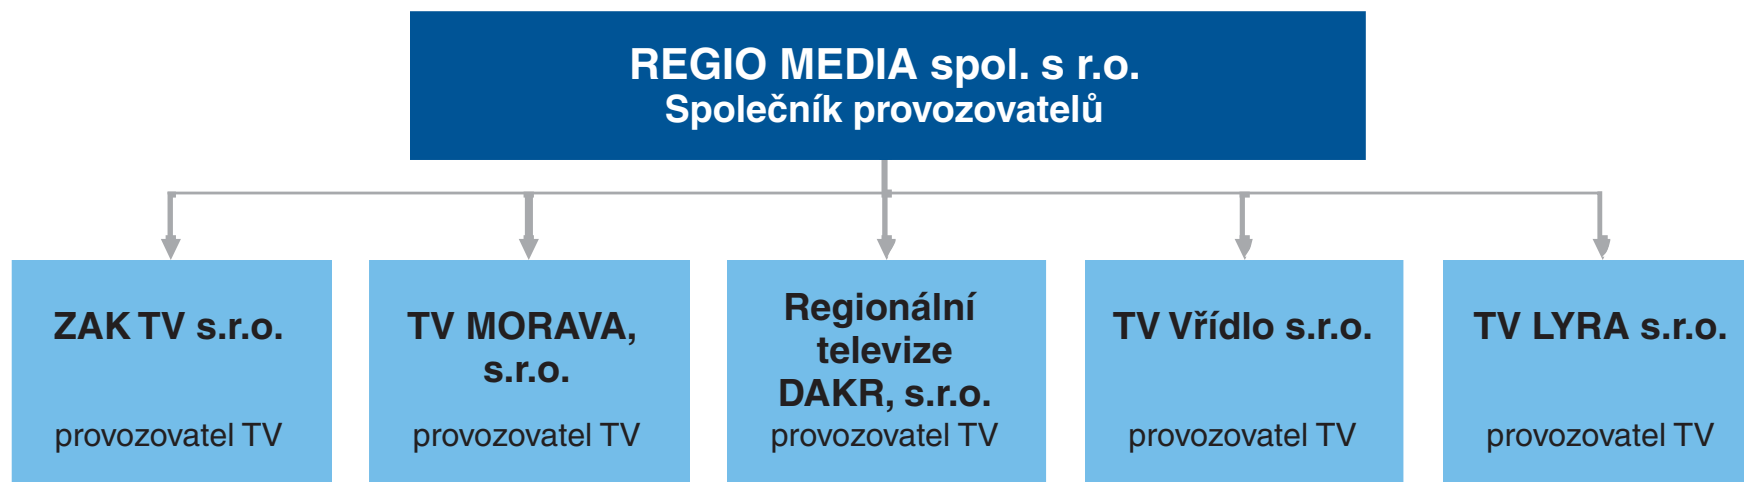 REGIO MEDIA spol. s r.o.
Společník provozovatelů
ZAK TV s.r.o.
provozovatel TV
TV MORAVA,
s.r.o.
provozovatel TV
Regionální
televize
DAKR, s.r.o.
provozovatel TV
TV Vřídlo s.r.o.
provozovatel TV
TV LYRA s.r.o.
provozovatel TV